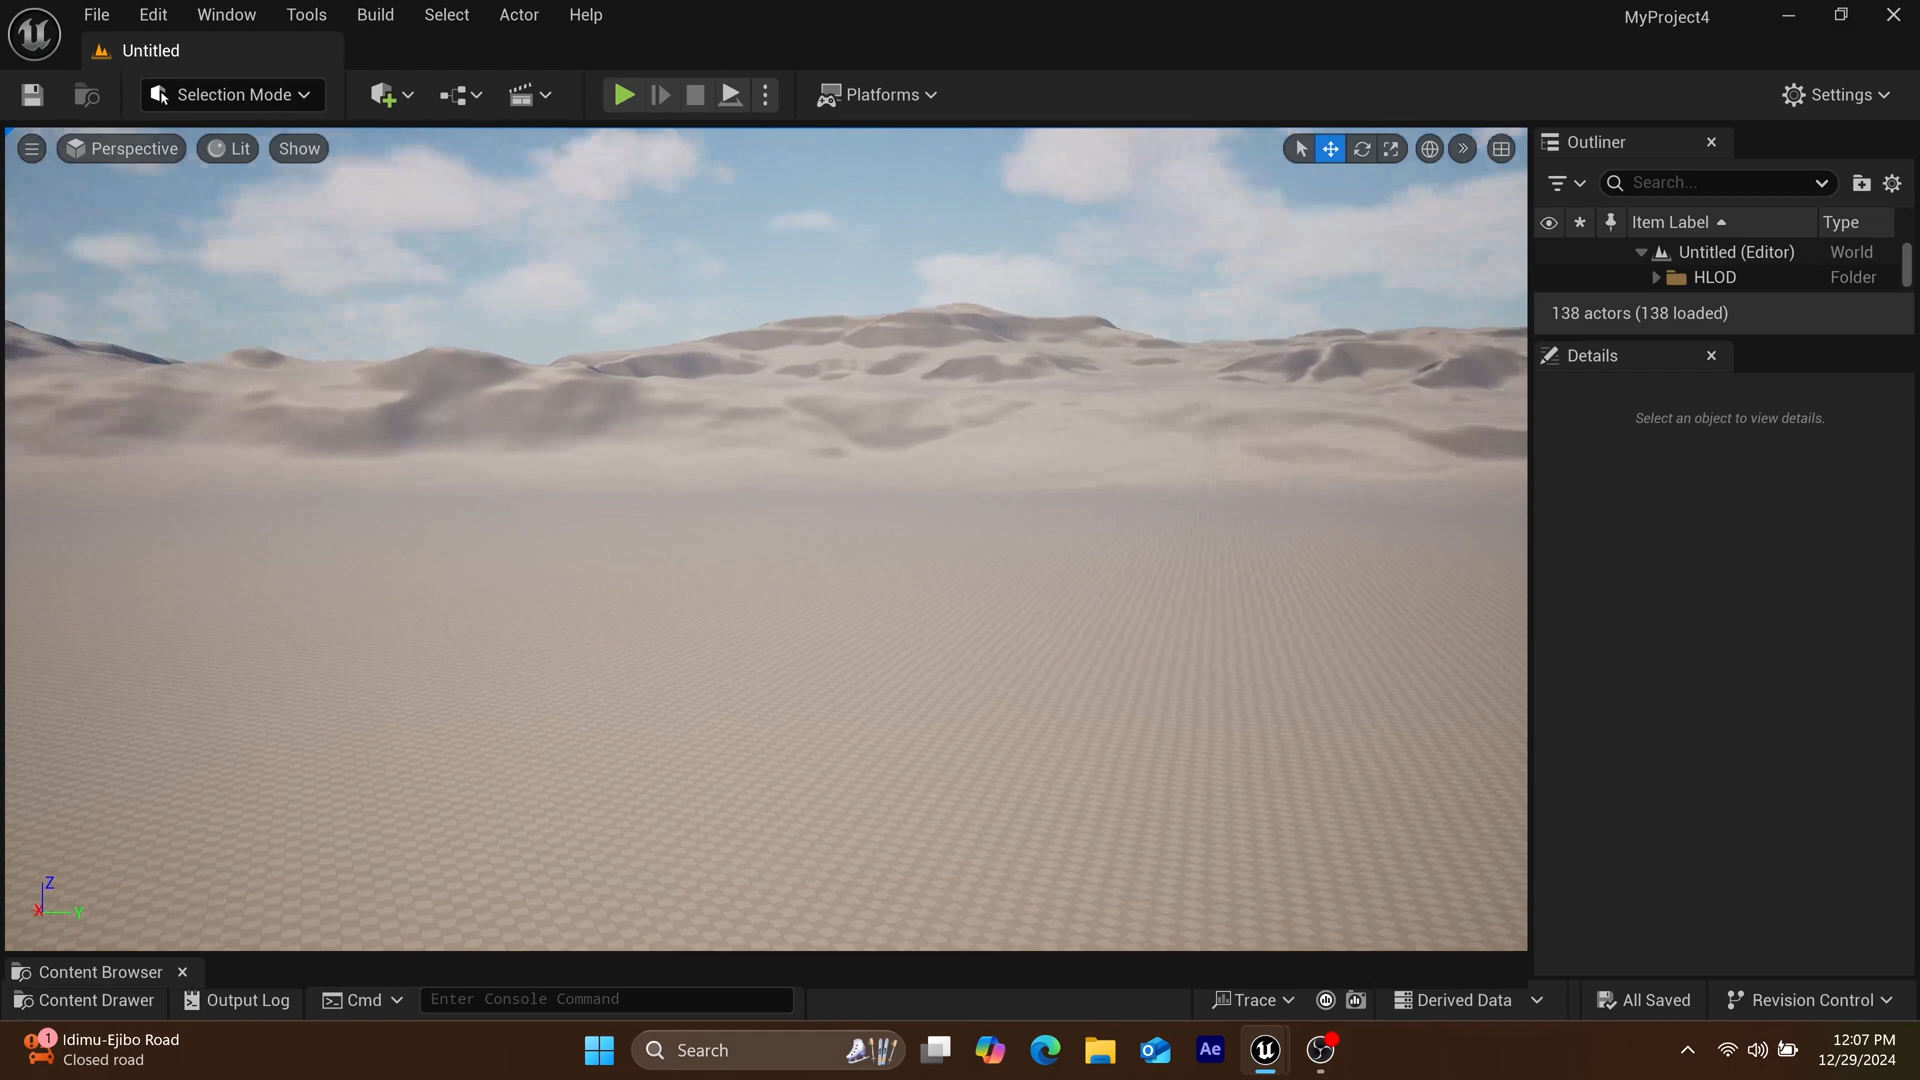 File Edit Window Tools Build Select Actor Help
MyProject4
Untitled
Selection Mode
Platforms
Settings
Perspective
Lit
Show
Outliner
Search...
Item Label
Type
Untitled (Editor)
World
HLOD
Folder
138 actors (138 loaded)
Details
Select an object to view details.
Z
X
Y
Content Browser
Content Drawer
Output Log
Cmd
Enter Console Command
Trace
Derived Data
All Saved
Revision Control
1
Idimu-Ejibo Road
Closed road
Search
Ae
12:07 PM
12/29/2024